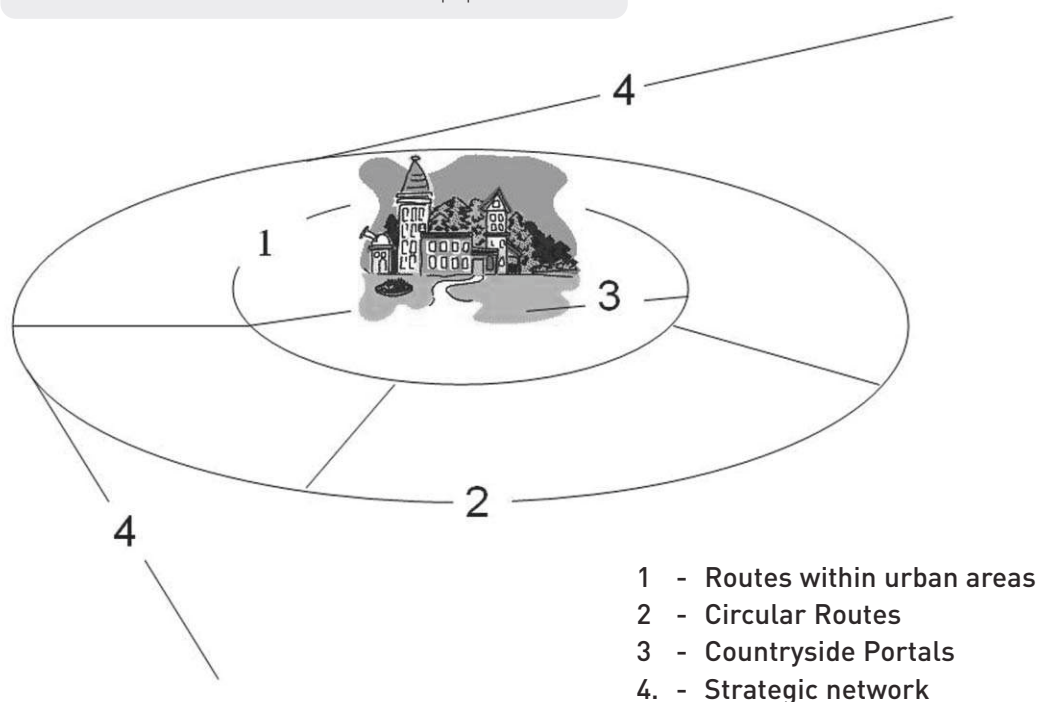 4
1
3
2
4
1 - Routes within urban areas
2 - Circular Routes
3 - Countryside Portals
4. - Strategic network